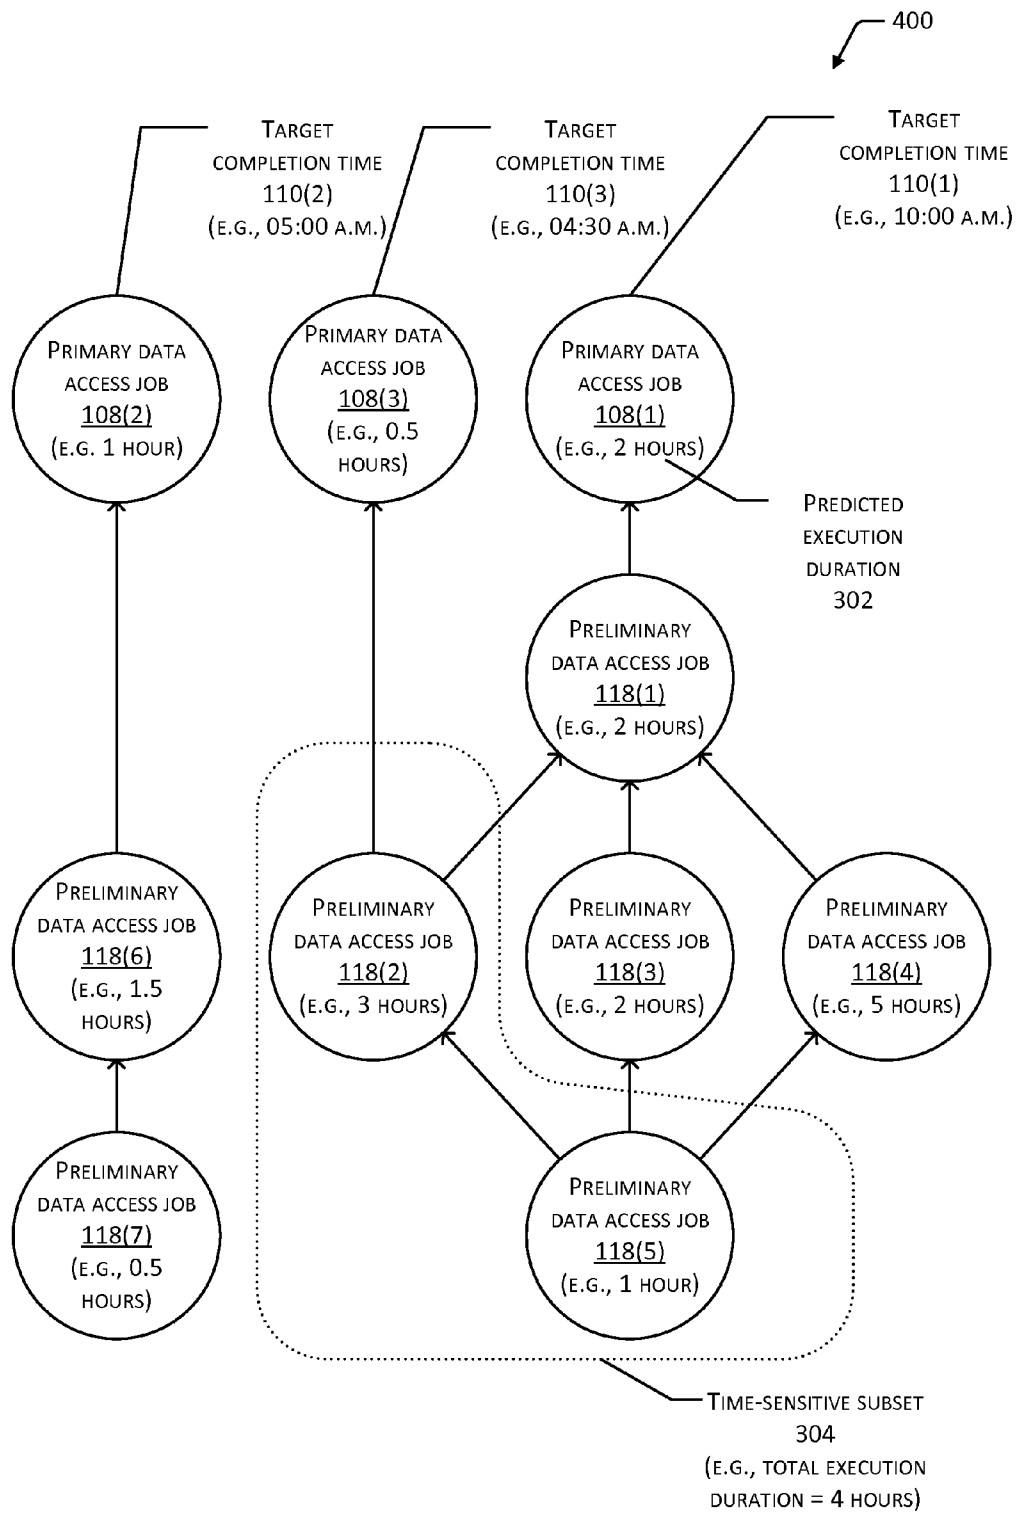 400
Target
completion time
110(2)
(e.g., 05:00 a.m.)
Target
completion time
110(3)
(e.g., 04:30 a.m.)
Target
completion time
110(1)
(e.g., 10:00 a.m.)
Primary data
access job
108(2)
(e.g. 1 hour)
Primary data
access job
108(3)
(e.g., 0.5
hours)
Primary data
access job
108(1)
(e.g., 2 hours)
Predicted
execution
duration
302
Preliminary
data access job
118(1)
(e.g., 2 hours)
Preliminary
data access job
118(6)
(e.g., 1.5
hours)
Preliminary
data access job
118(2)
(e.g., 3 hours)
Preliminary
data access job
118(3)
(e.g., 2 hours)
Preliminary
data access job
118(4)
(e.g., 5 hours)
Preliminary
data access job
118(7)
(e.g., 0.5
hours)
Preliminary
data access job
118(5)
(e.g., 1 hour)
Time-sensitive subset
304
(e.g., total execution
duration = 4 hours)